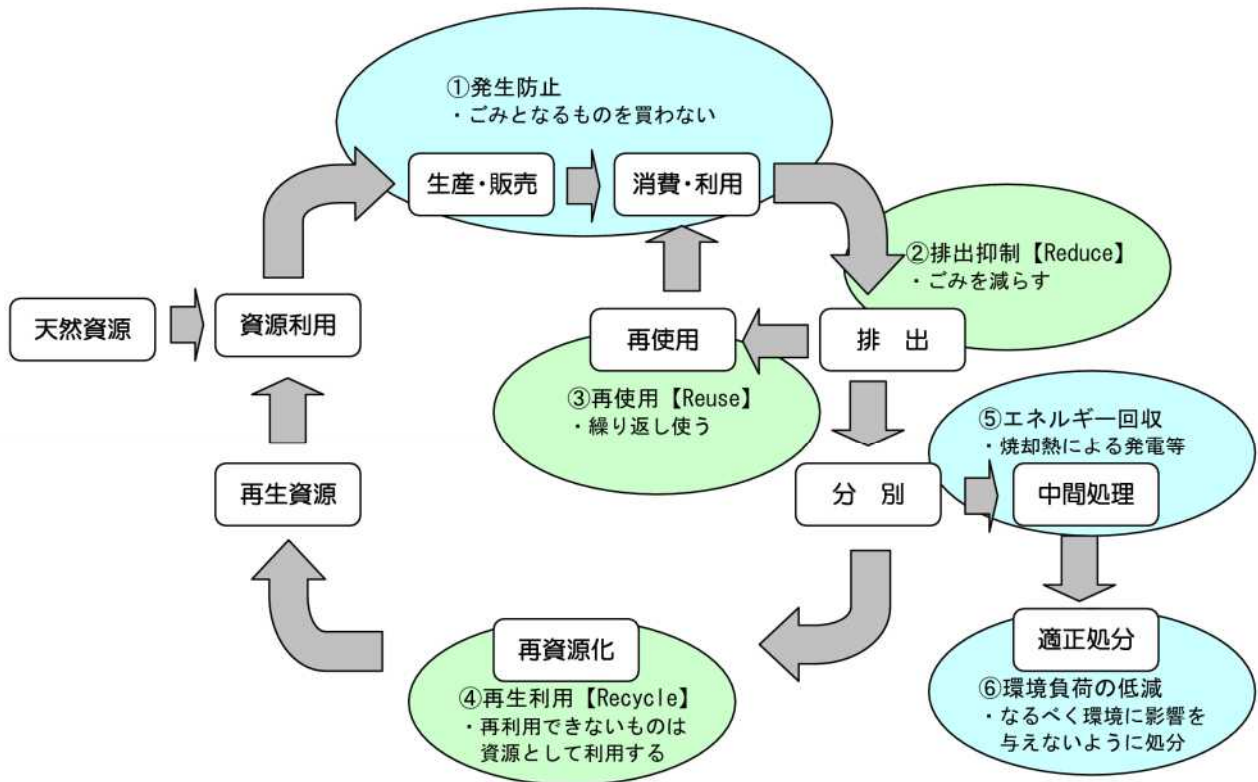 ①発生防止
・ごみとなるものを買わない
生産・販売
消費・利用
②排出抑制【Reduce】
・ごみを減らす
天然資源
資源利用
再使用
排　出
③再使用【Reuse】
・繰り返し使う
⑤エネルギー回収
・焼却熱による発電等
再生資源
分　別
中間処理
再資源化
④再生利用【Recycle】
・再利用できないものは
資源として利用する
適正処分
⑥環境負荷の低減
・なるべく環境に影響を
与えないように処分